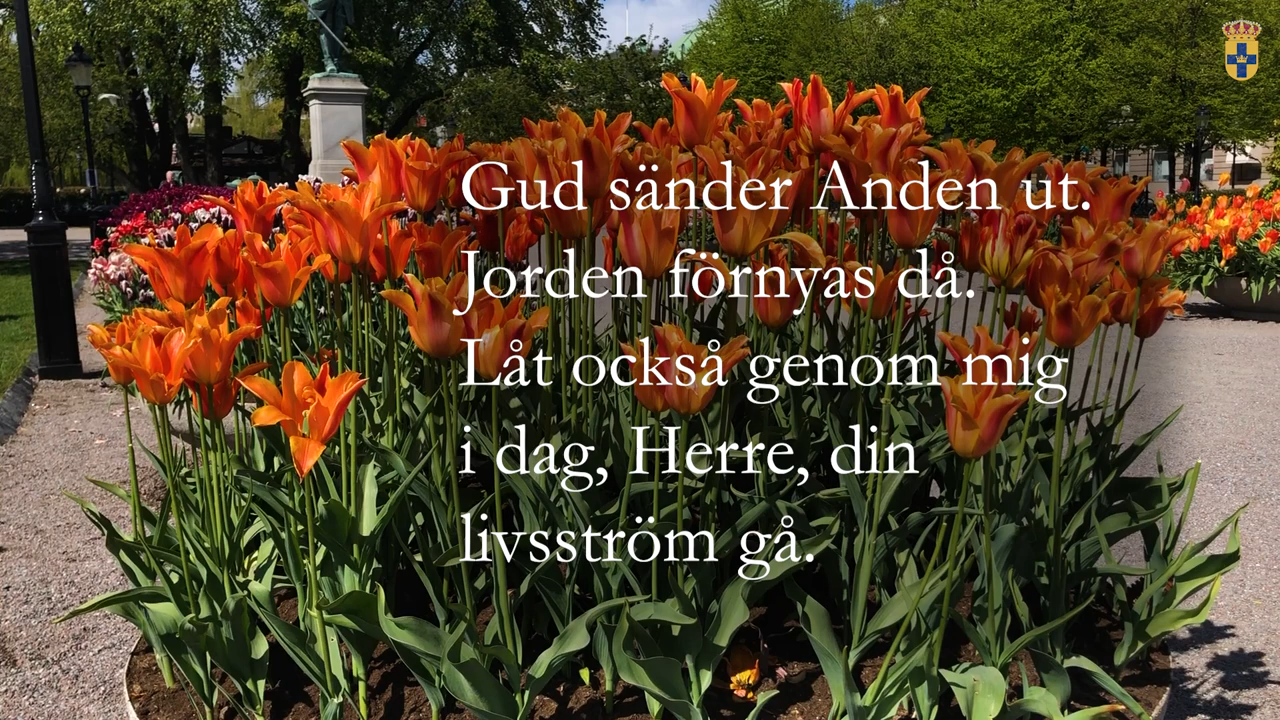 Gud sänder Anden ut.
Jorden förnyas då.
Låt också genom mig
i dag, Herre, din
livsström gå.